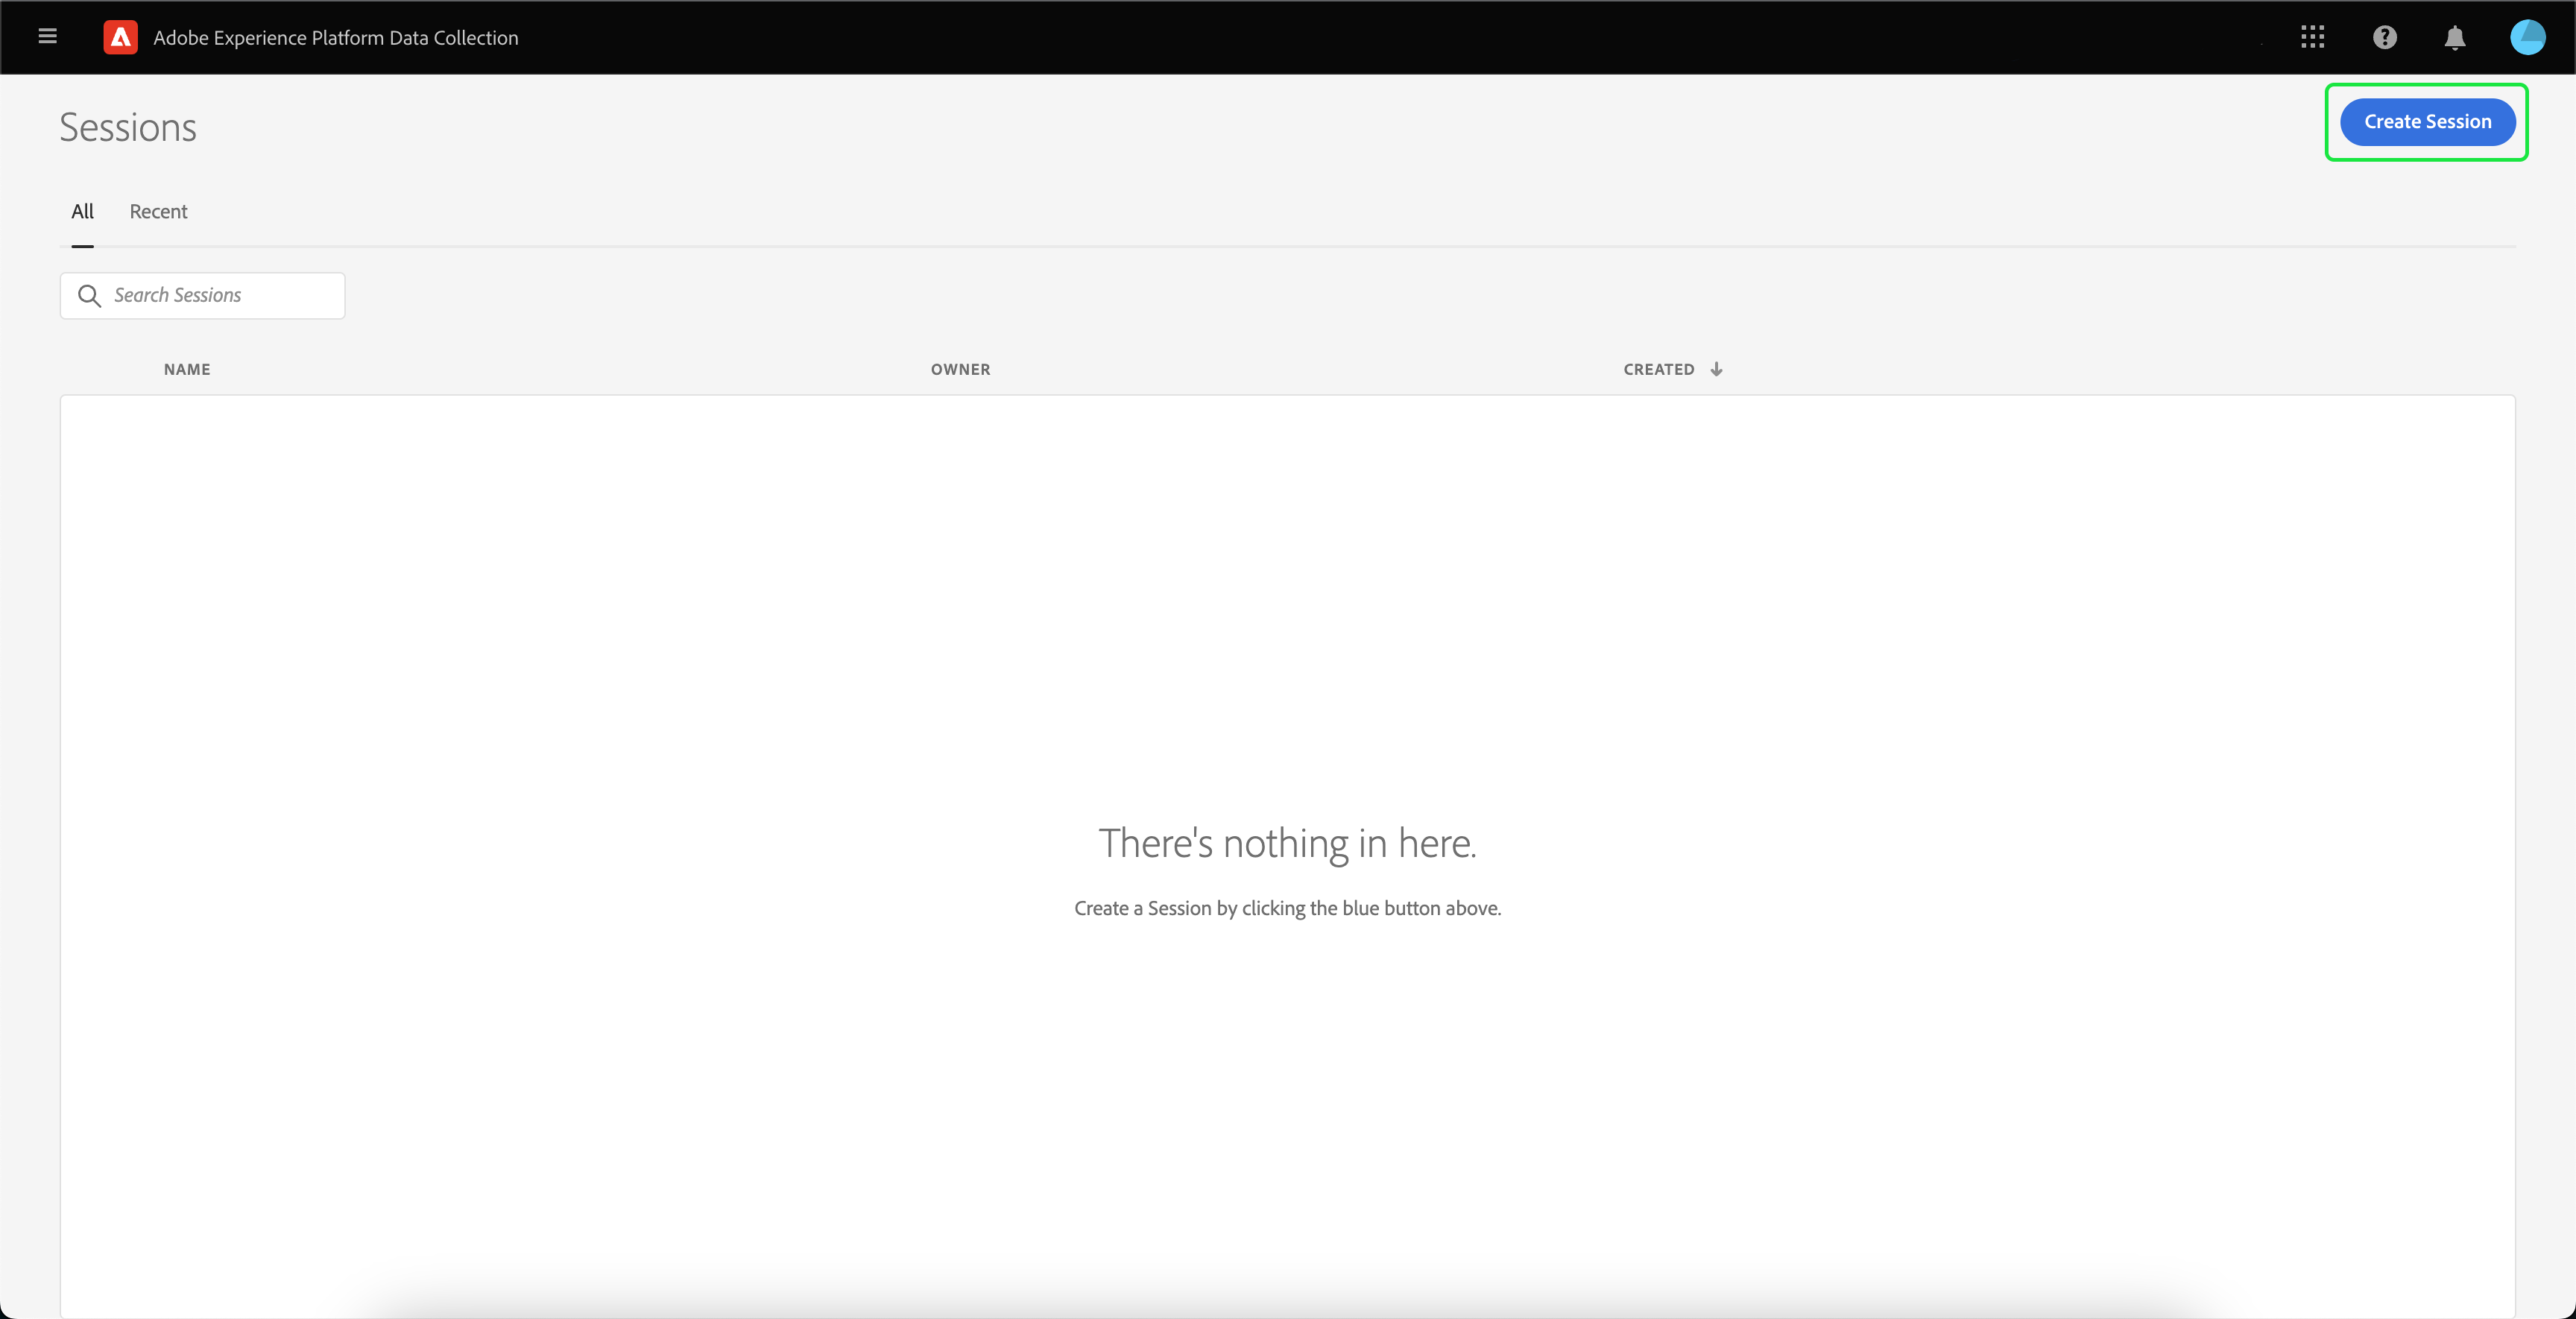 Adobe Experience Platform Data Collection
Sessions
Create Session
All
Recent
Search Sessions
NAME
OWNER
CREATED
There's nothing in here.
Create a Session by clicking the blue button above.